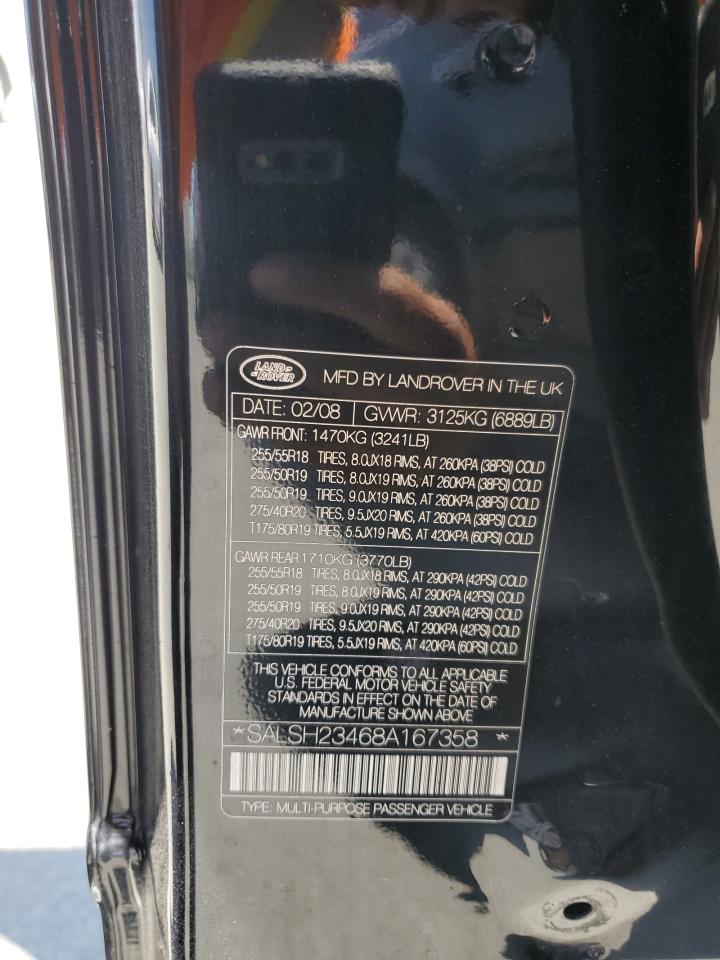 LAND-
-ROVER
MFD BY LANDROVER IN THE UK
DATE: 02/08 GVWR: 3125KG (6889LB)
GAWR FRONT: 1470KG (3241LB)
255/55R18 TIRES, 8.0JX18 RIMS, AT 260KPA (38PSI) COLD
255/50R19 TIRES, 8.0JX19 RIMS, AT 260KPA (38PSI) COLD
255/50R19 TIRES, 9.0JX19 RIMS, AT 260KPA (38PSI) COLD
275/40R20 TIRES, 9.5JX20 RIMS, AT 260KPA (38PSI) COLD
T175/80R19 TIRES, 5.5JX19 RIMS, AT 420KPA (60PSI) COLD
GAWR REAR 1710KG (3770LB)
255/55R18 TIRES, 8.0JX18 RIMS, AT 290KPA (42PSI) COLD
255/50R19 TIRES, 8.0JX19 RIMS, AT 290KPA (42PSI) COLD
255/50R19 TIRES, 9.0JX19 RIMS, AT 290KPA (42PSI) COLD
275/40R20 TIRES, 9.5JX20 RIMS, AT 290KPA (42PSI) COLD
T175/80R19 TIRES, 5.5JX19 RIMS, AT 420KPA (60PSI) COLD
THIS VEHICLE CONFORMS TO ALL APPLICABLE
U.S. FEDERAL MOTOR VEHICLE SAFETY
STANDARDS IN EFFECT ON THE DATE OF
MANUFACTURE SHOWN ABOVE
*SALSH23468A167358 *
TYPE: MULTI-PURPOSE PASSENGER VEHICLE